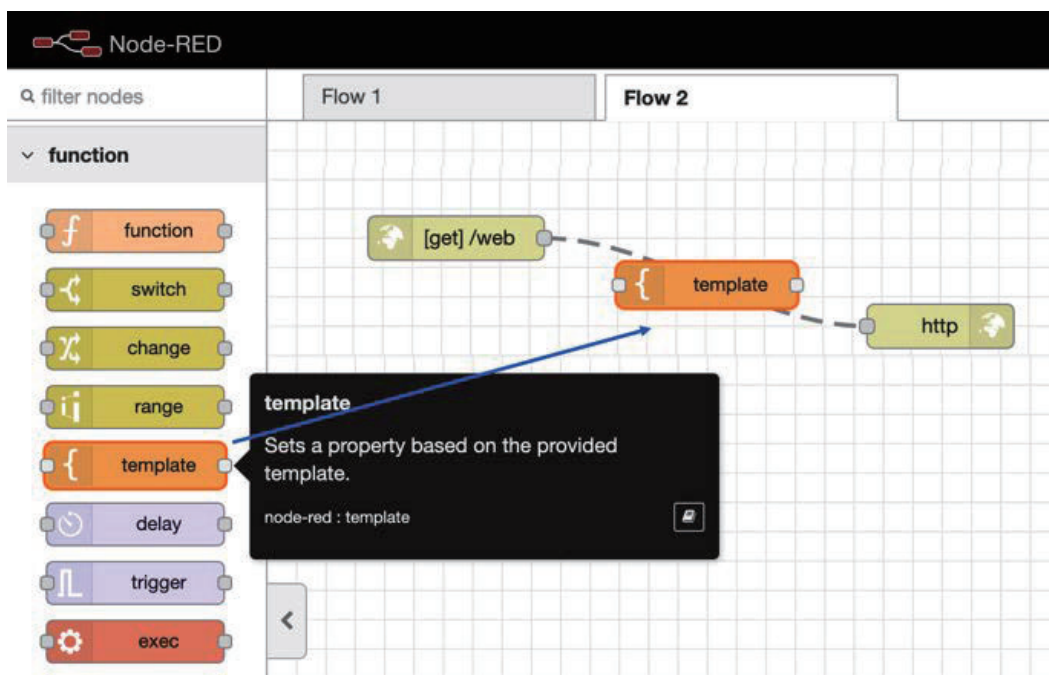 Node-RED
filter nodes
Flow 1
Flow 2
function
function
switch
change
range
template
delay
trigger
exec
[get] /web
template
http
template
Sets a property based on the provided
template.
node-red : template